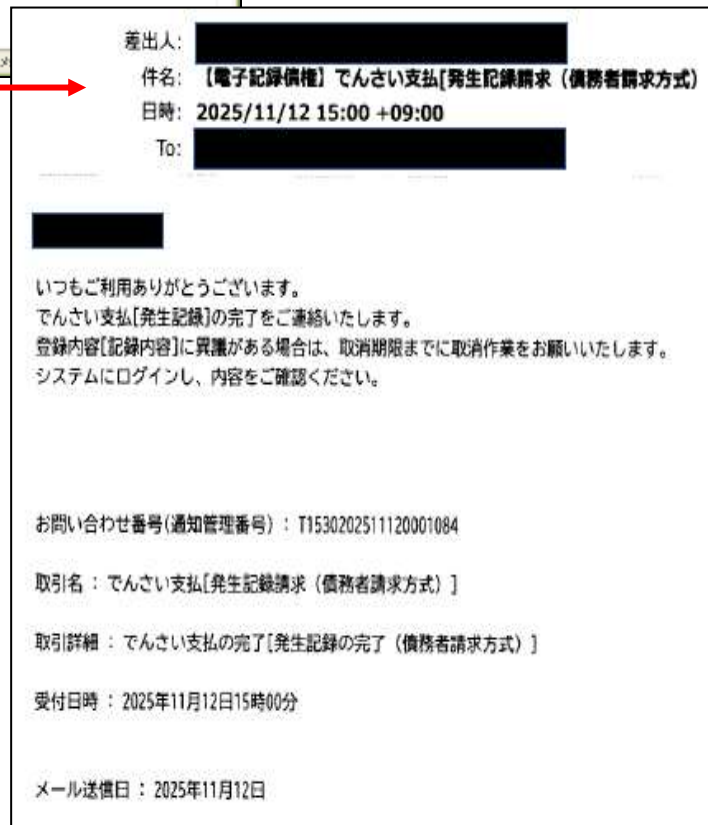 差出人:
件名: 【電子記録債権】でんさい支払[発生記録請求（債務者請求方式）
日時: 2025/11/12 15:00 +09:00
To:
いつもご利用ありがとうございます。
でんさい支払[発生記録]の完了をご連絡いたします。
登録内容[記録内容]に異議がある場合は、取消期限までに取消作業をお願いいたします。
システムにログインし、内容をご確認ください。
お問い合わせ番号(通知管理番号) : T1530202511120001084
取引名 : でんさい支払[発生記録請求（債務者請求方式）]
取引詳細 : でんさい支払の完了[発生記録の完了（債務者請求方式）]
受付日時 : 2025年11月12日15時00分
メール送信日 : 2025年11月12日